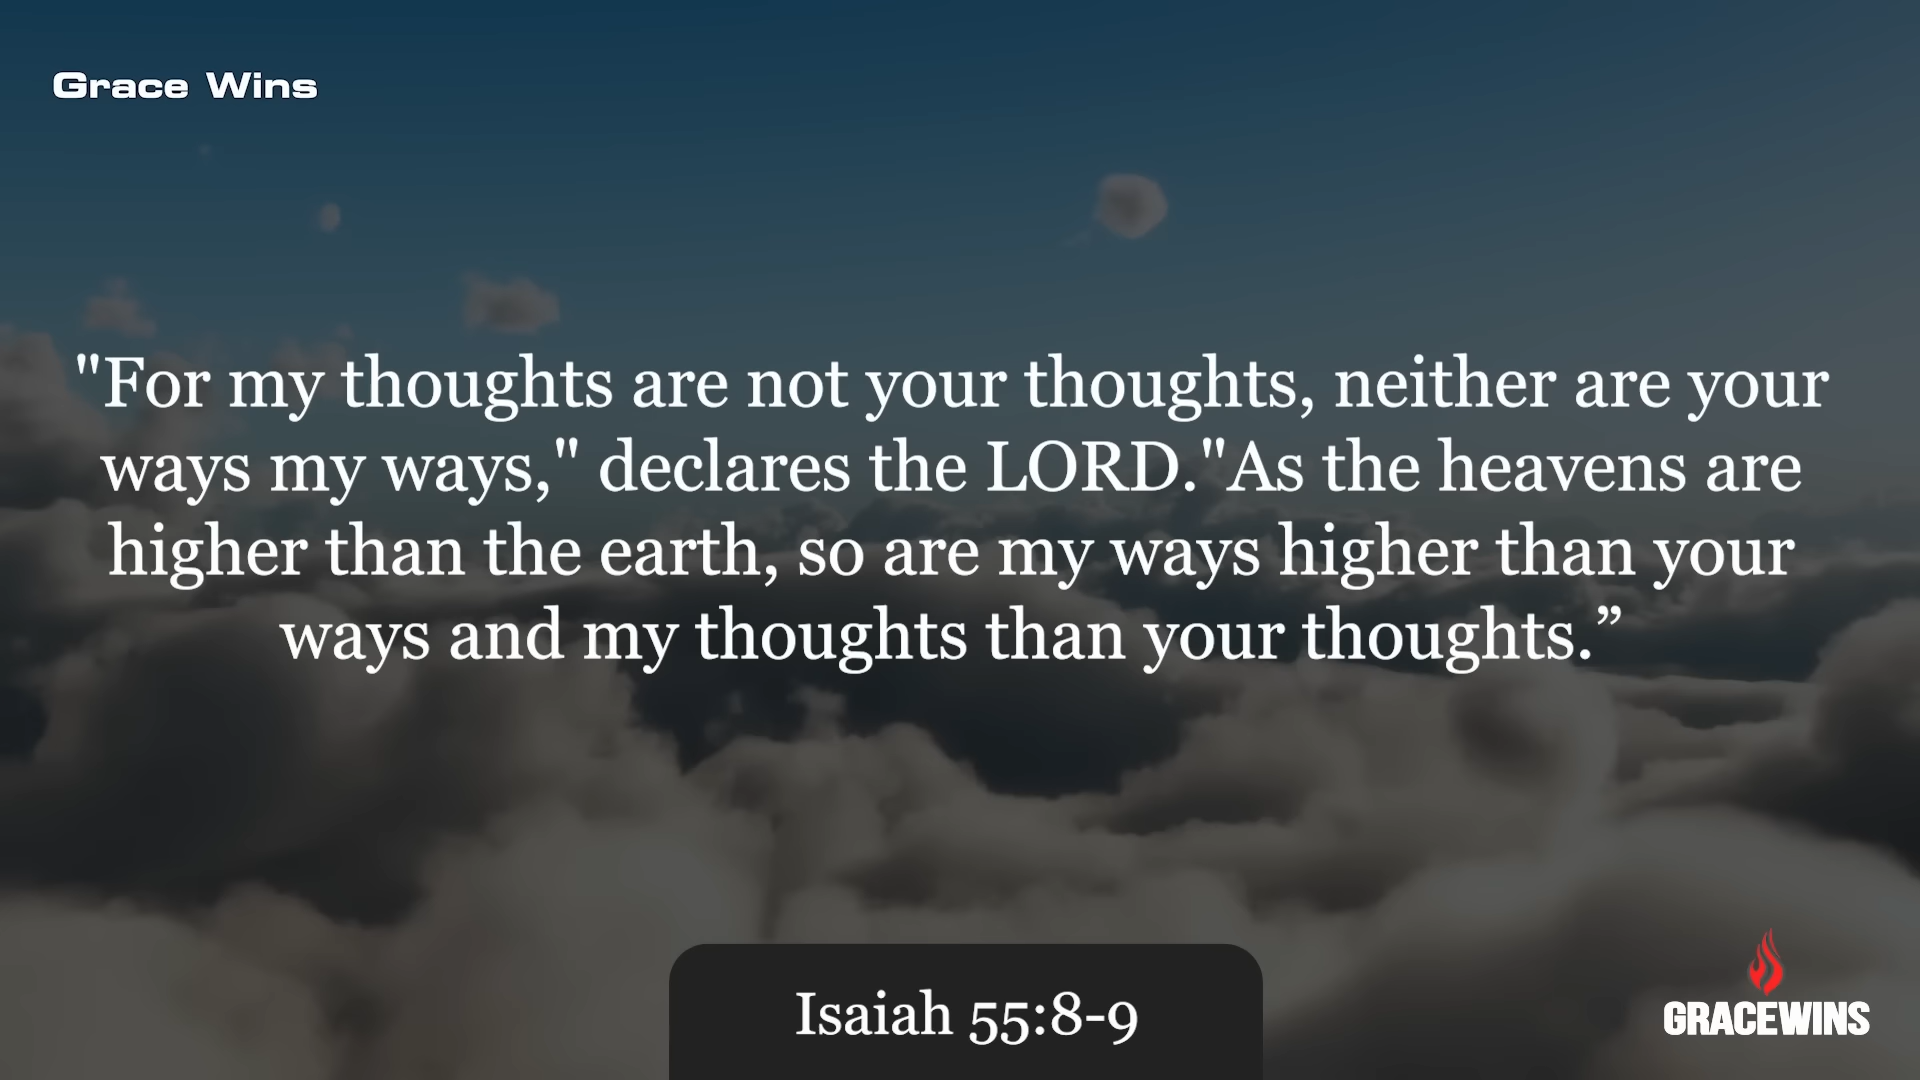 Grace Wins
"For my thoughts are not your thoughts, neither are your
ways my ways," declares the LORD."As the heavens are
higher than the earth, so are my ways higher than your
ways and my thoughts than your thoughts.”
Isaiah 55:8-9
GRACEWINS